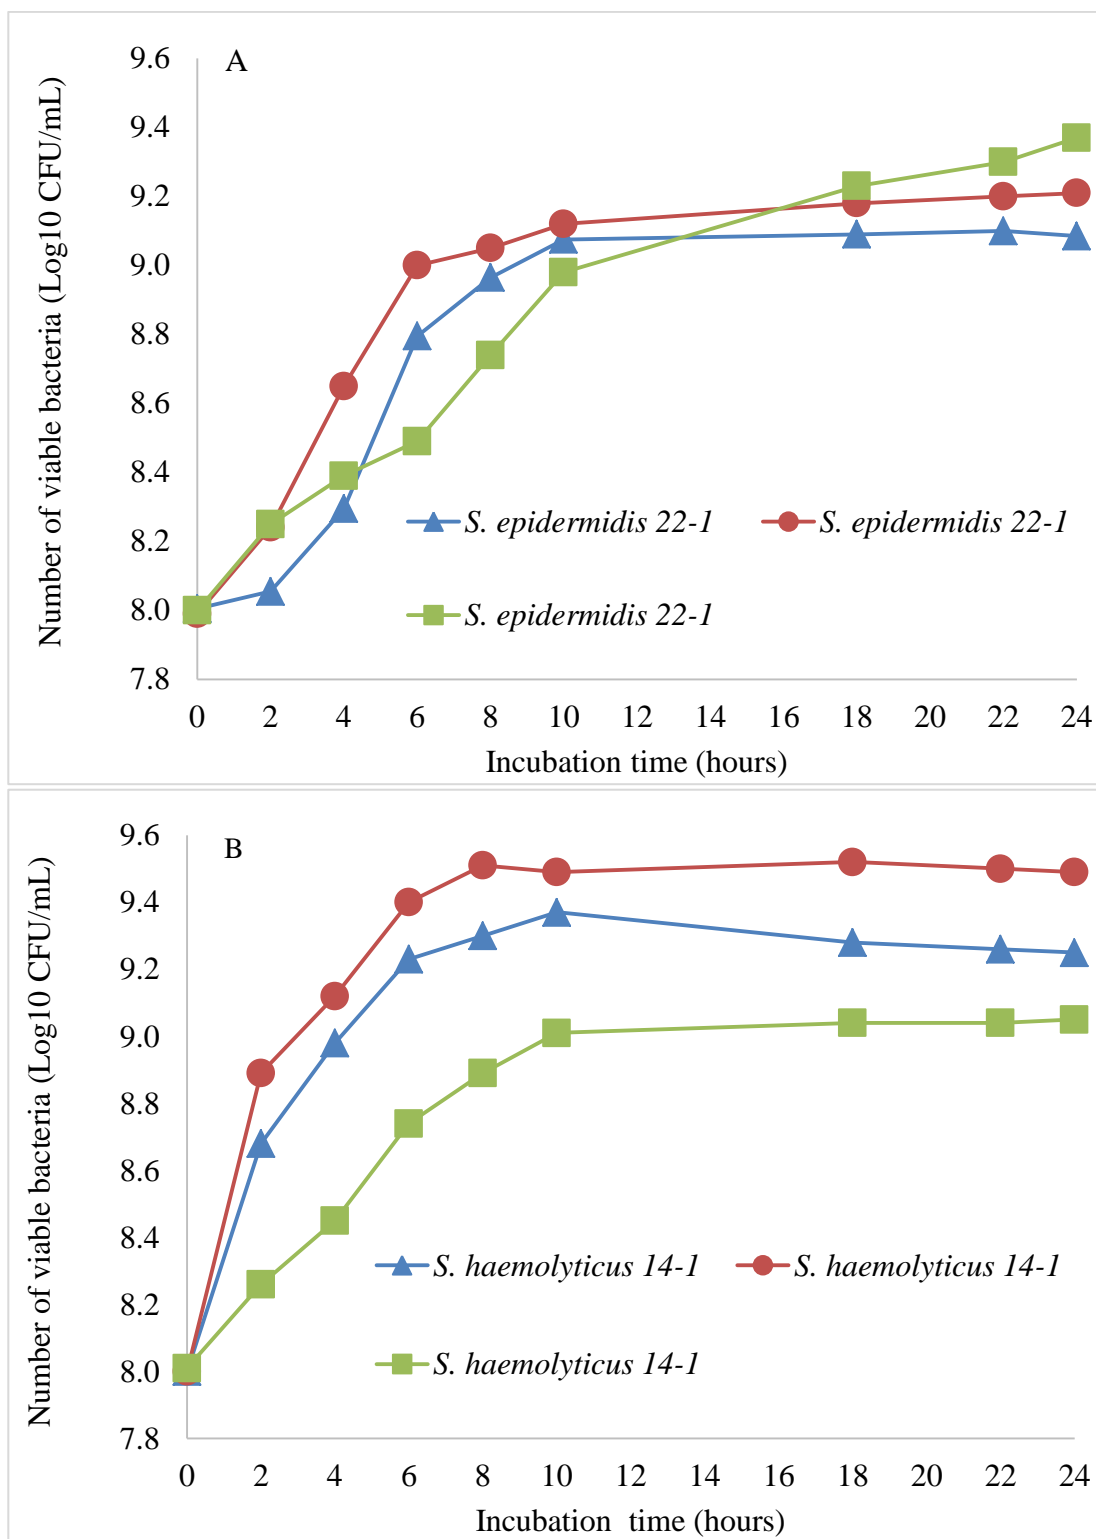 A
Number of viable bacteria (Log10 CFU/mL)
9.6
9.4
9.2
9.0
8.8
8.6
8.4
8.2
8.0
7.8
S. epidermidis 22-1
S. epidermidis 22-1
S. epidermidis 22-1
0 2 4 6 8 10 12 14 16 18 20 22 24
Incubation time (hours)
B
Number of viable bacteria (Log10 CFU/mL)
9.6
9.4
9.2
9.0
8.8
8.6
8.4
8.2
8.0
7.8
S. haemolyticus 14-1
S. haemolyticus 14-1
S. haemolyticus 14-1
0 2 4 6 8 10 12 14 16 18 20 22 24
Incubation time (hours)